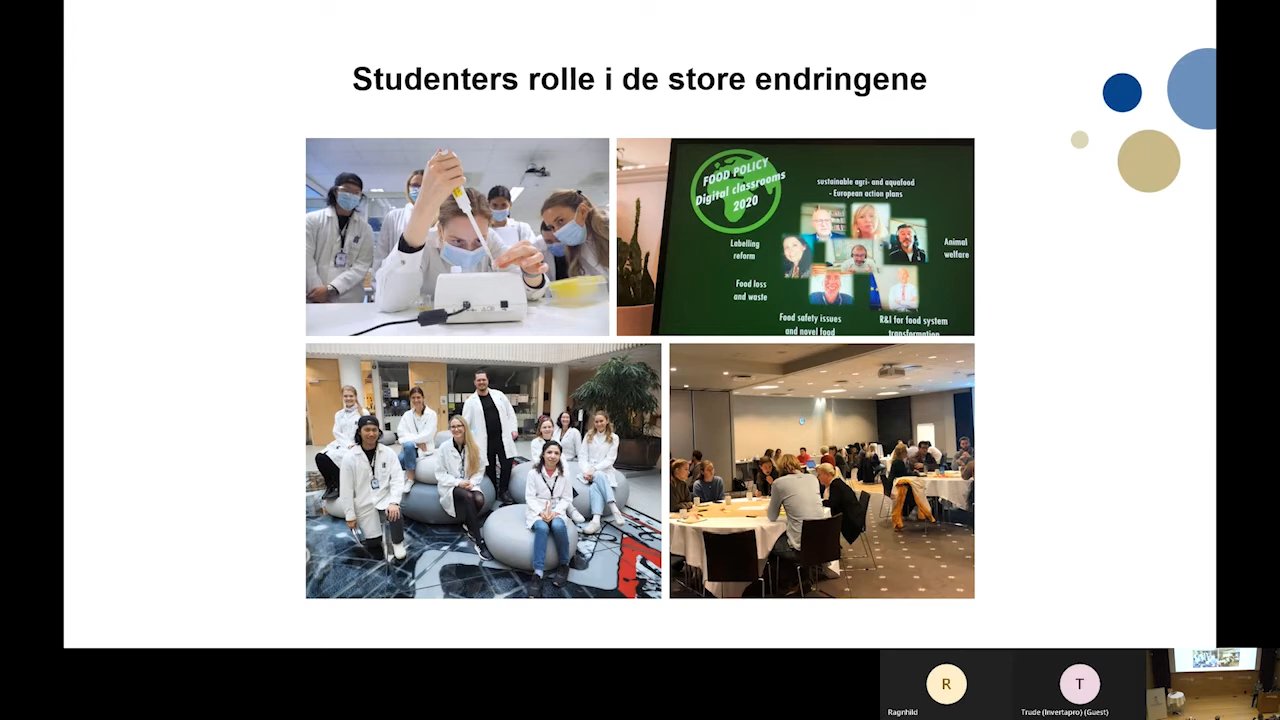 Studenters rolle i de store endringene
FOOD POLICY
Digital classrooms
2020
sustainable agri- and aquafood
- European action plans
Labelling
reform
Animal
welfare
Food loss
and waste
Food safety issues
and novel food
R&I for food system
transformation
R
T
Ragnhild
Trude (Invertapro) (Guest)